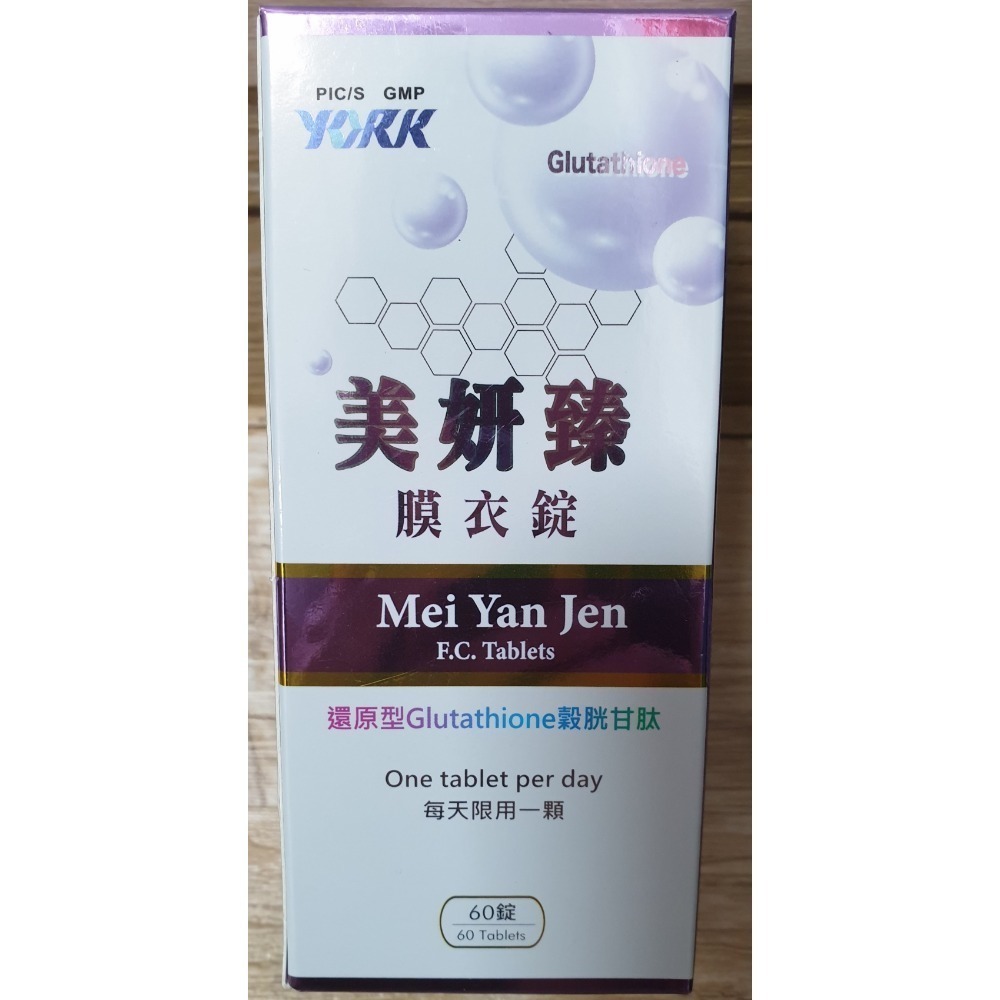 PIC/S GMP
YORK
Glutathione
美妍臻
膜衣錠
Mei Yan Jen
F.C. Tablets
還原型Glutathione穀胱甘肽
One tablet per day
每天限用一顆
60錠
60 Tablets